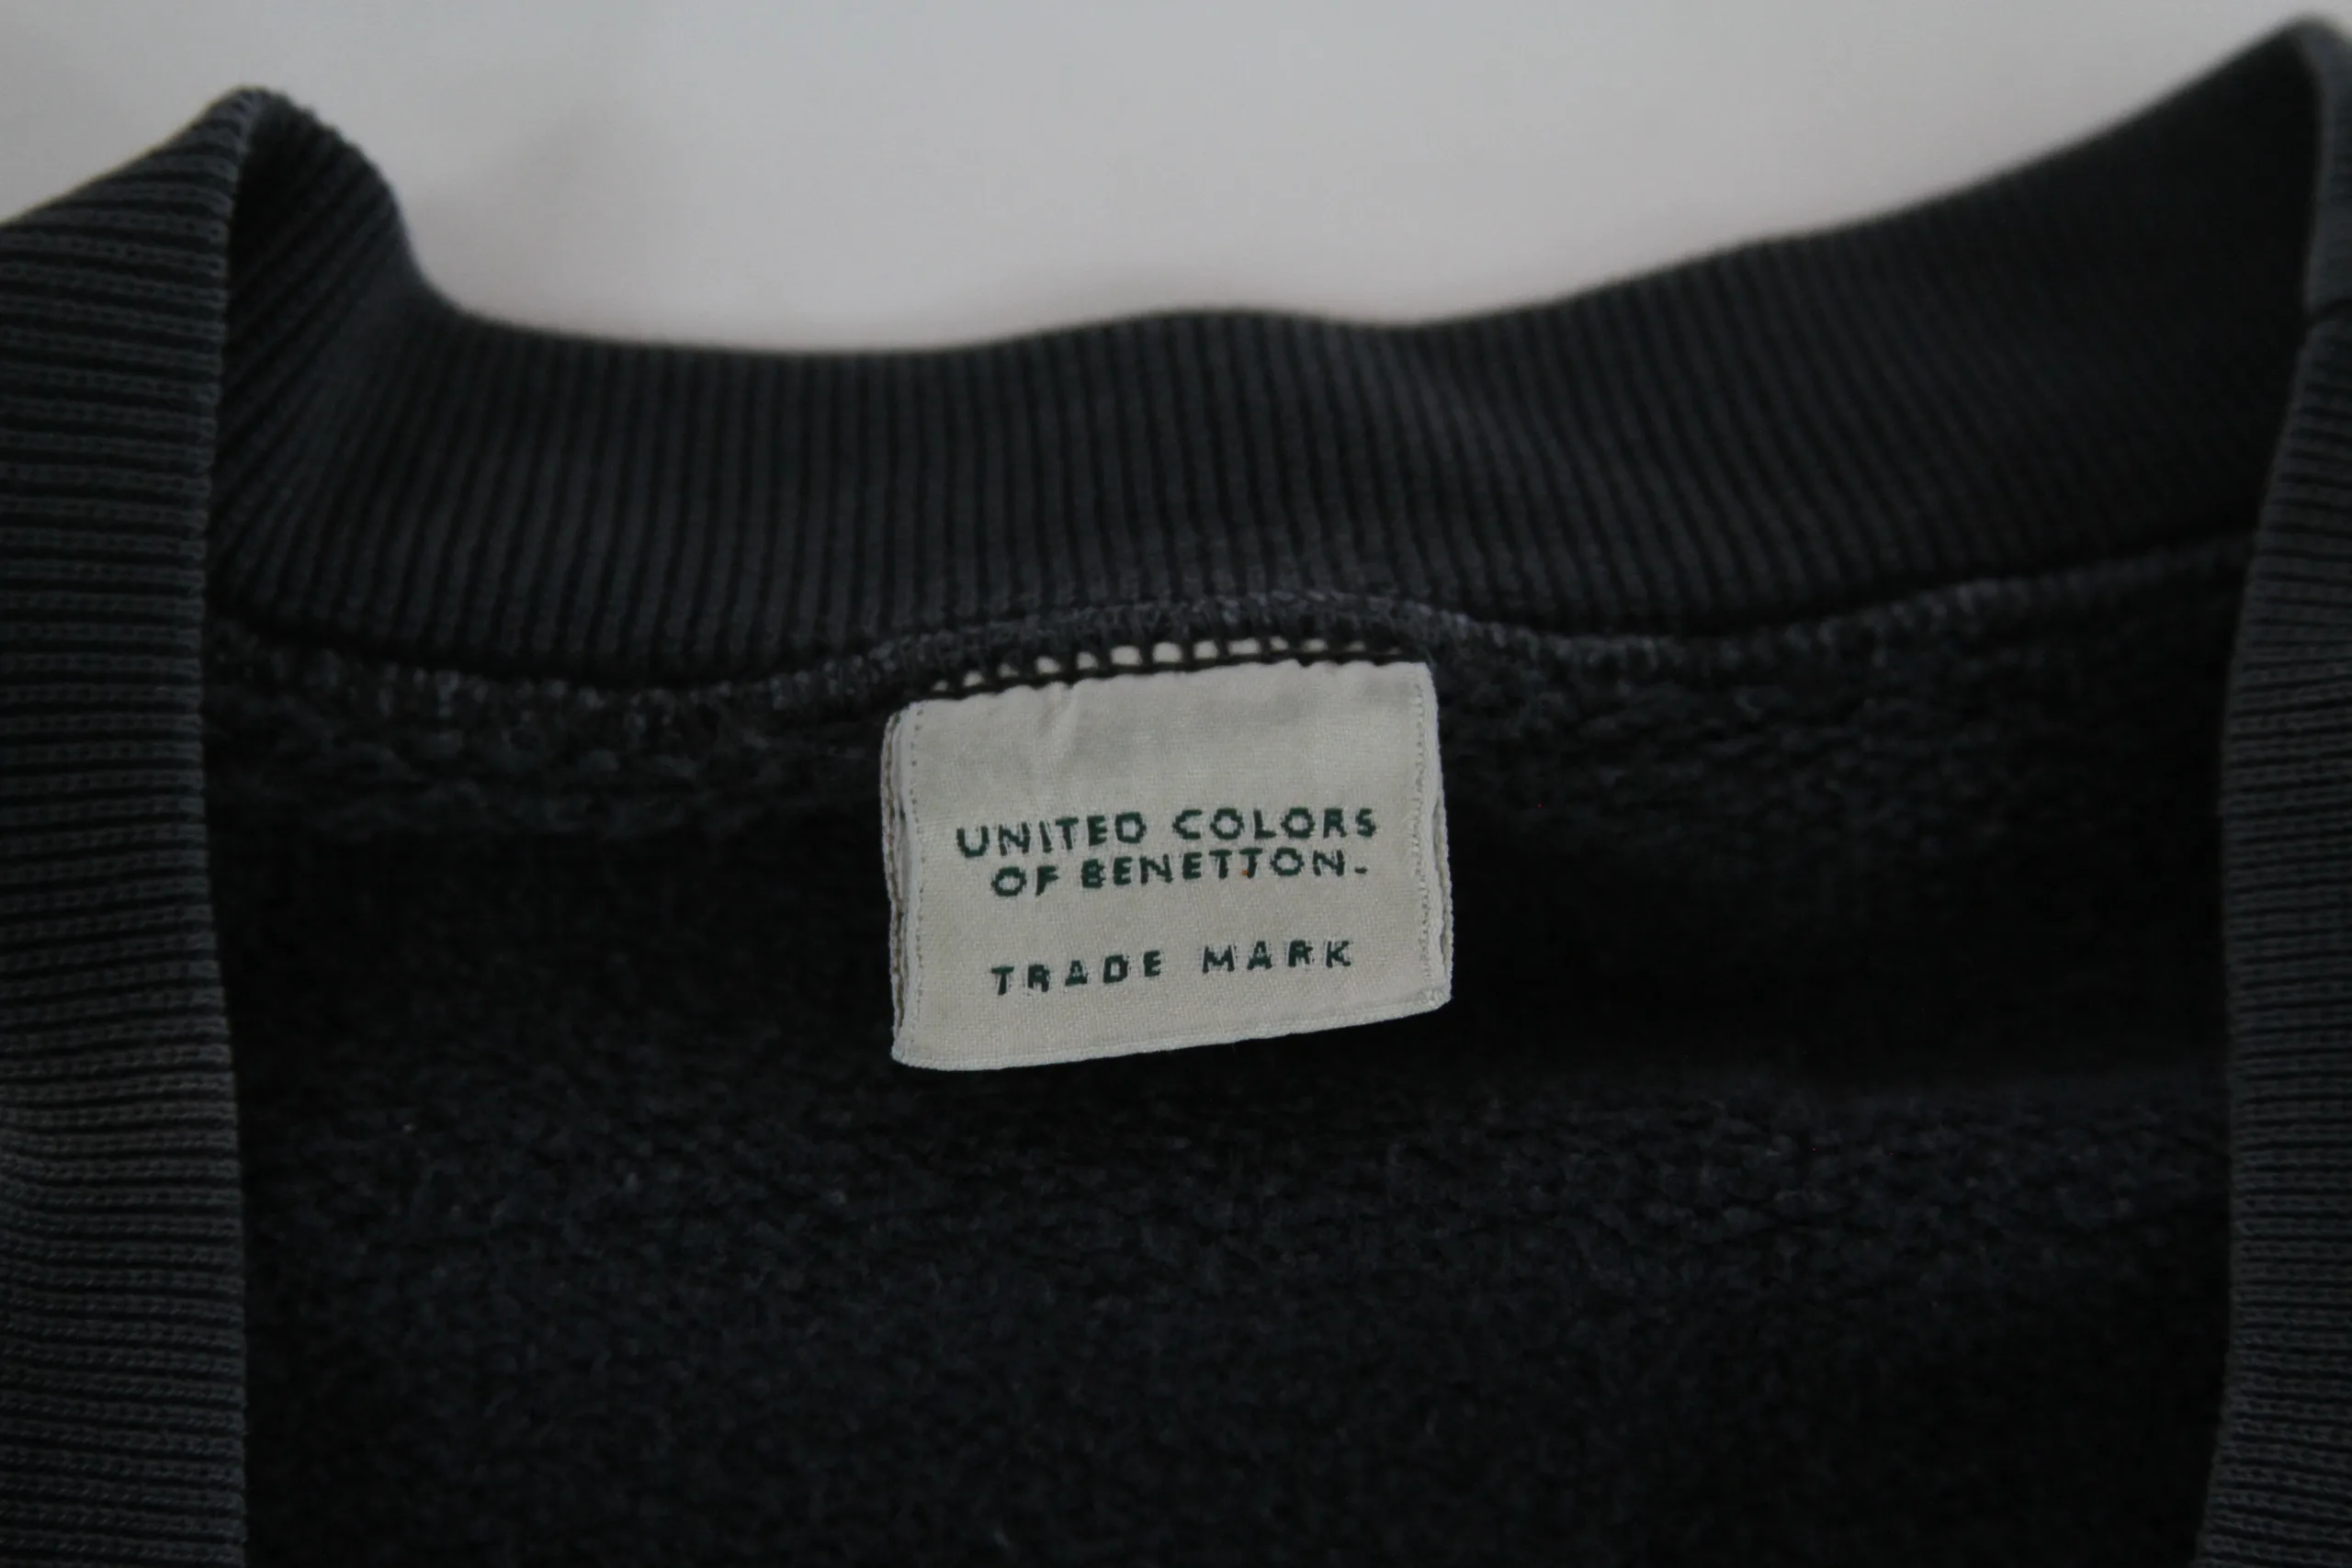 UNITED COLORS
OF BENETTON.
TRADE MARK